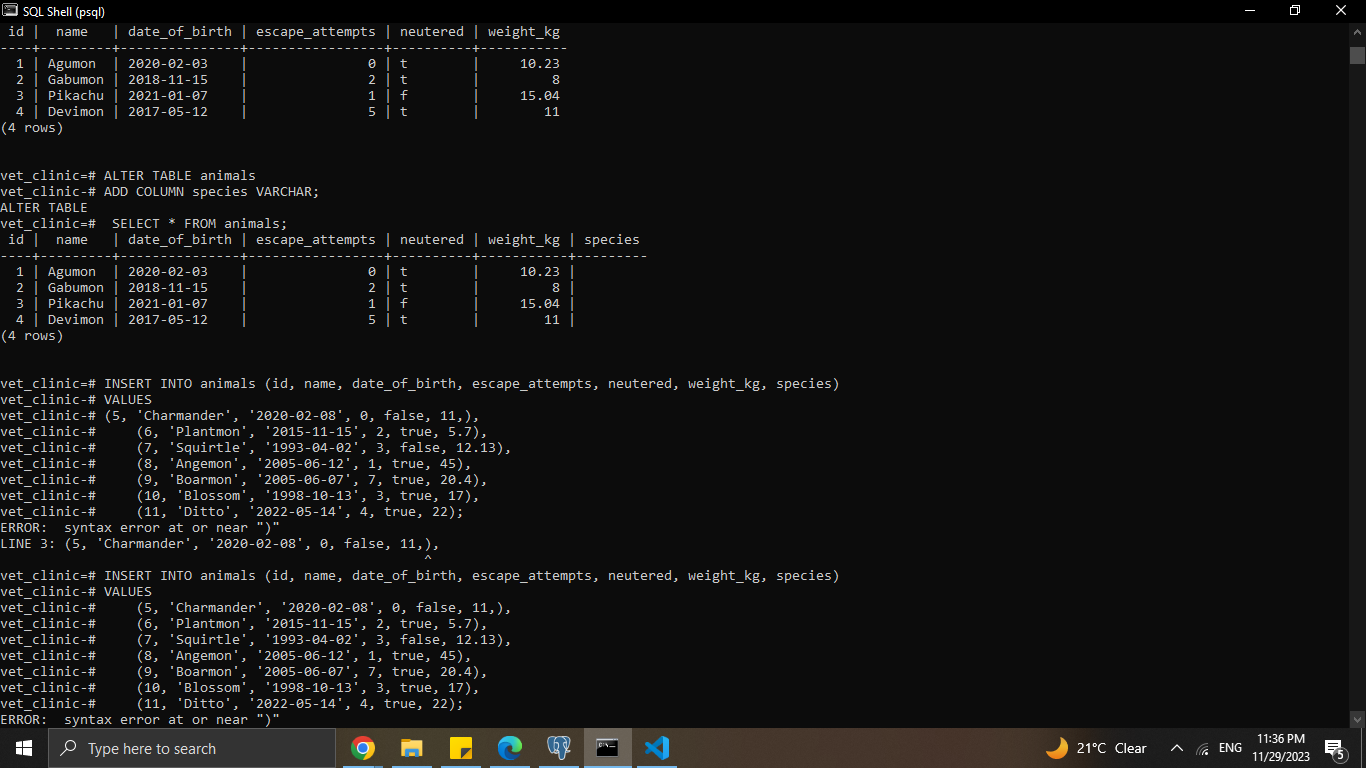 SQL Shell (psql)
 id |  name   | date_of_birth | escape_attempts | neutered | weight_kg
----+---------+---------------+-----------------+----------+-----------
  1 | Agumon  | 2020-02-03    |               0 | t        |     10.23
  2 | Gabumon | 2018-11-15    |               2 | t        |         8
  3 | Pikachu | 2021-01-07    |               1 | f        |     15.04
  4 | Devimon | 2017-05-12    |               5 | t        |        11
(4 rows)
vet_clinic=# ALTER TABLE animals
vet_clinic-# ADD COLUMN species VARCHAR;
ALTER TABLE
vet_clinic=#  SELECT * FROM animals;
 id |  name   | date_of_birth | escape_attempts | neutered | weight_kg | species
----+---------+---------------+-----------------+----------+-----------+---------
  1 | Agumon  | 2020-02-03    |               0 | t        |     10.23 |
  2 | Gabumon | 2018-11-15    |               2 | t        |         8 |
  3 | Pikachu | 2021-01-07    |               1 | f        |     15.04 |
  4 | Devimon | 2017-05-12    |               5 | t        |        11 |
(4 rows)
vet_clinic=# INSERT INTO animals (id, name, date_of_birth, escape_attempts, neutered, weight_kg, species)
vet_clinic-# VALUES
vet_clinic-# (5, 'Charmander', '2020-02-08', 0, false, 11,),
vet_clinic-#     (6, 'Plantmon', '2015-11-15', 2, true, 5.7),
vet_clinic-#     (7, 'Squirtle', '1993-04-02', 3, false, 12.13),
vet_clinic-#     (8, 'Angemon', '2005-06-12', 1, true, 45),
vet_clinic-#     (9, 'Boarmon', '2005-06-07', 7, true, 20.4),
vet_clinic-#     (10, 'Blossom', '1998-10-13', 3, true, 17),
vet_clinic-#     (11, 'Ditto', '2022-05-14', 4, true, 22);
ERROR:  syntax error at or near ")"
LINE 3: (5, 'Charmander', '2020-02-08', 0, false, 11,),
                                                     ^
vet_clinic=# INSERT INTO animals (id, name, date_of_birth, escape_attempts, neutered, weight_kg, species)
vet_clinic-# VALUES
vet_clinic-#     (5, 'Charmander', '2020-02-08', 0, false, 11,),
vet_clinic-#     (6, 'Plantmon', '2015-11-15', 2, true, 5.7),
vet_clinic-#     (7, 'Squirtle', '1993-04-02', 3, false, 12.13),
vet_clinic-#     (8, 'Angemon', '2005-06-12', 1, true, 45),
vet_clinic-#     (9, 'Boarmon', '2005-06-07', 7, true, 20.4),
vet_clinic-#     (10, 'Blossom', '1998-10-13', 3, true, 17),
vet_clinic-#     (11, 'Ditto', '2022-05-14', 4, true, 22);
ERROR:  syntax error at or near ")"
Type here to search
21°C Clear
ENG
11:36 PM
11/29/2023
5